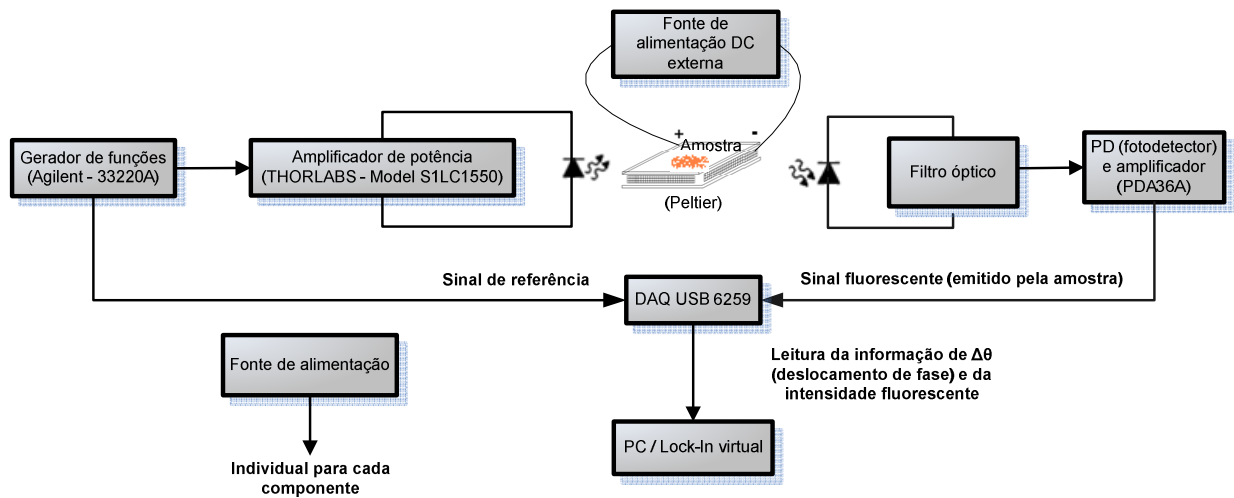 Fonte de
alimentação DC
externa
+
-
Amostra
(Peltier)
Gerador de funções
(Agilent - 33220A)
Amplificador de potência
(THORLABS - Model S1LC1550)
Filtro óptico
PD (fotodetector)
e amplificador
(PDA36A)
Sinal de referência
Sinal fluorescente (emitido pela amostra)
DAQ USB 6259
Fonte de alimentação
Leitura da informação de Δθ
(deslocamento de fase) e da
intensidade fluorescente
PC / Lock-In virtual
Individual para cada
componente